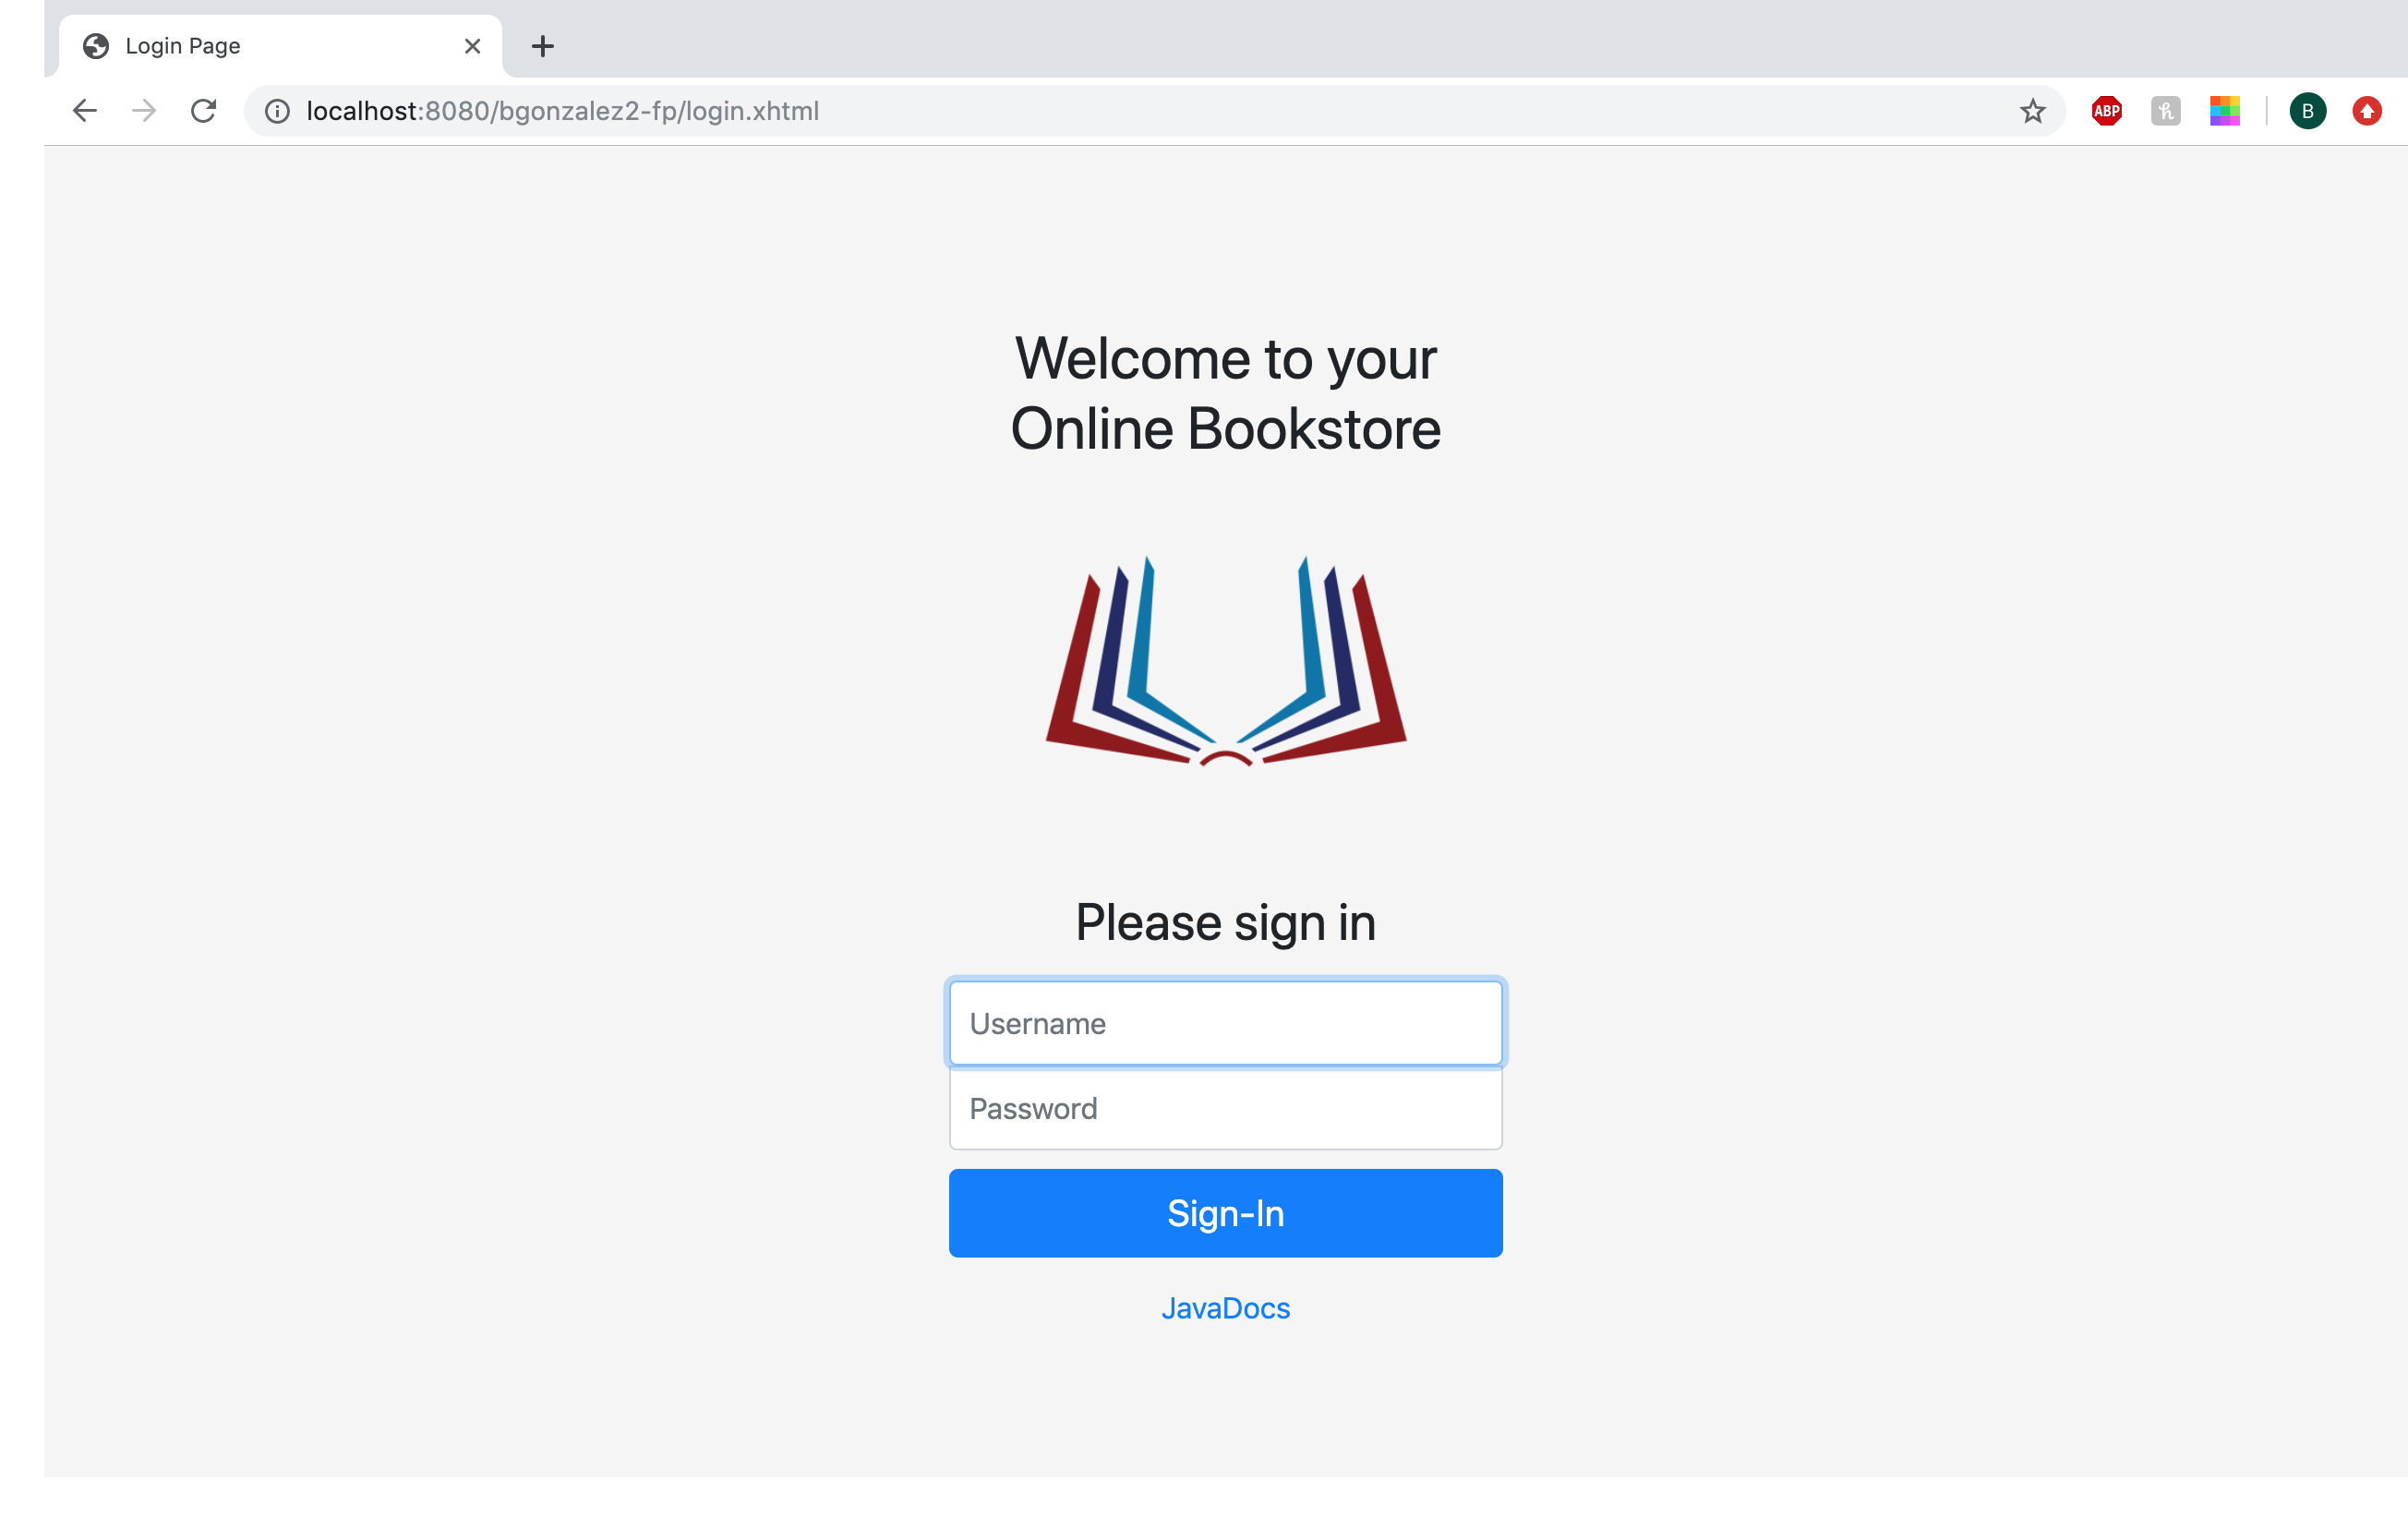 Login Page
localhost:8080/bgonzalez2-fp/login.xhtml
ABP
h
B
Welcome to your
Online Bookstore
Please sign in
Username
Password
Sign-In
JavaDocs